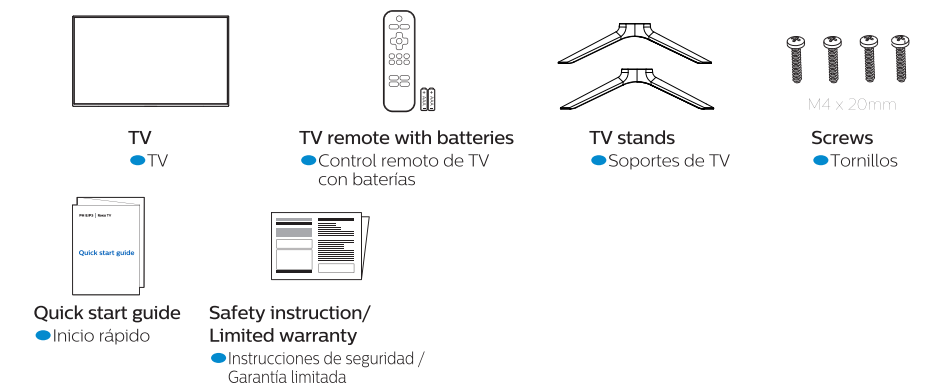 M4 x 20mm
TV
TV
TV remote with batteries
Control remoto de TV
con baterías
TV stands
Soportes de TV
Screws
Tornillos
PHILIPS | Roku TV
Quick start guide
Quick start guide
Inicio rápido
Safety instruction/
Limited warranty
Instrucciones de seguridad /
Garantía limitada